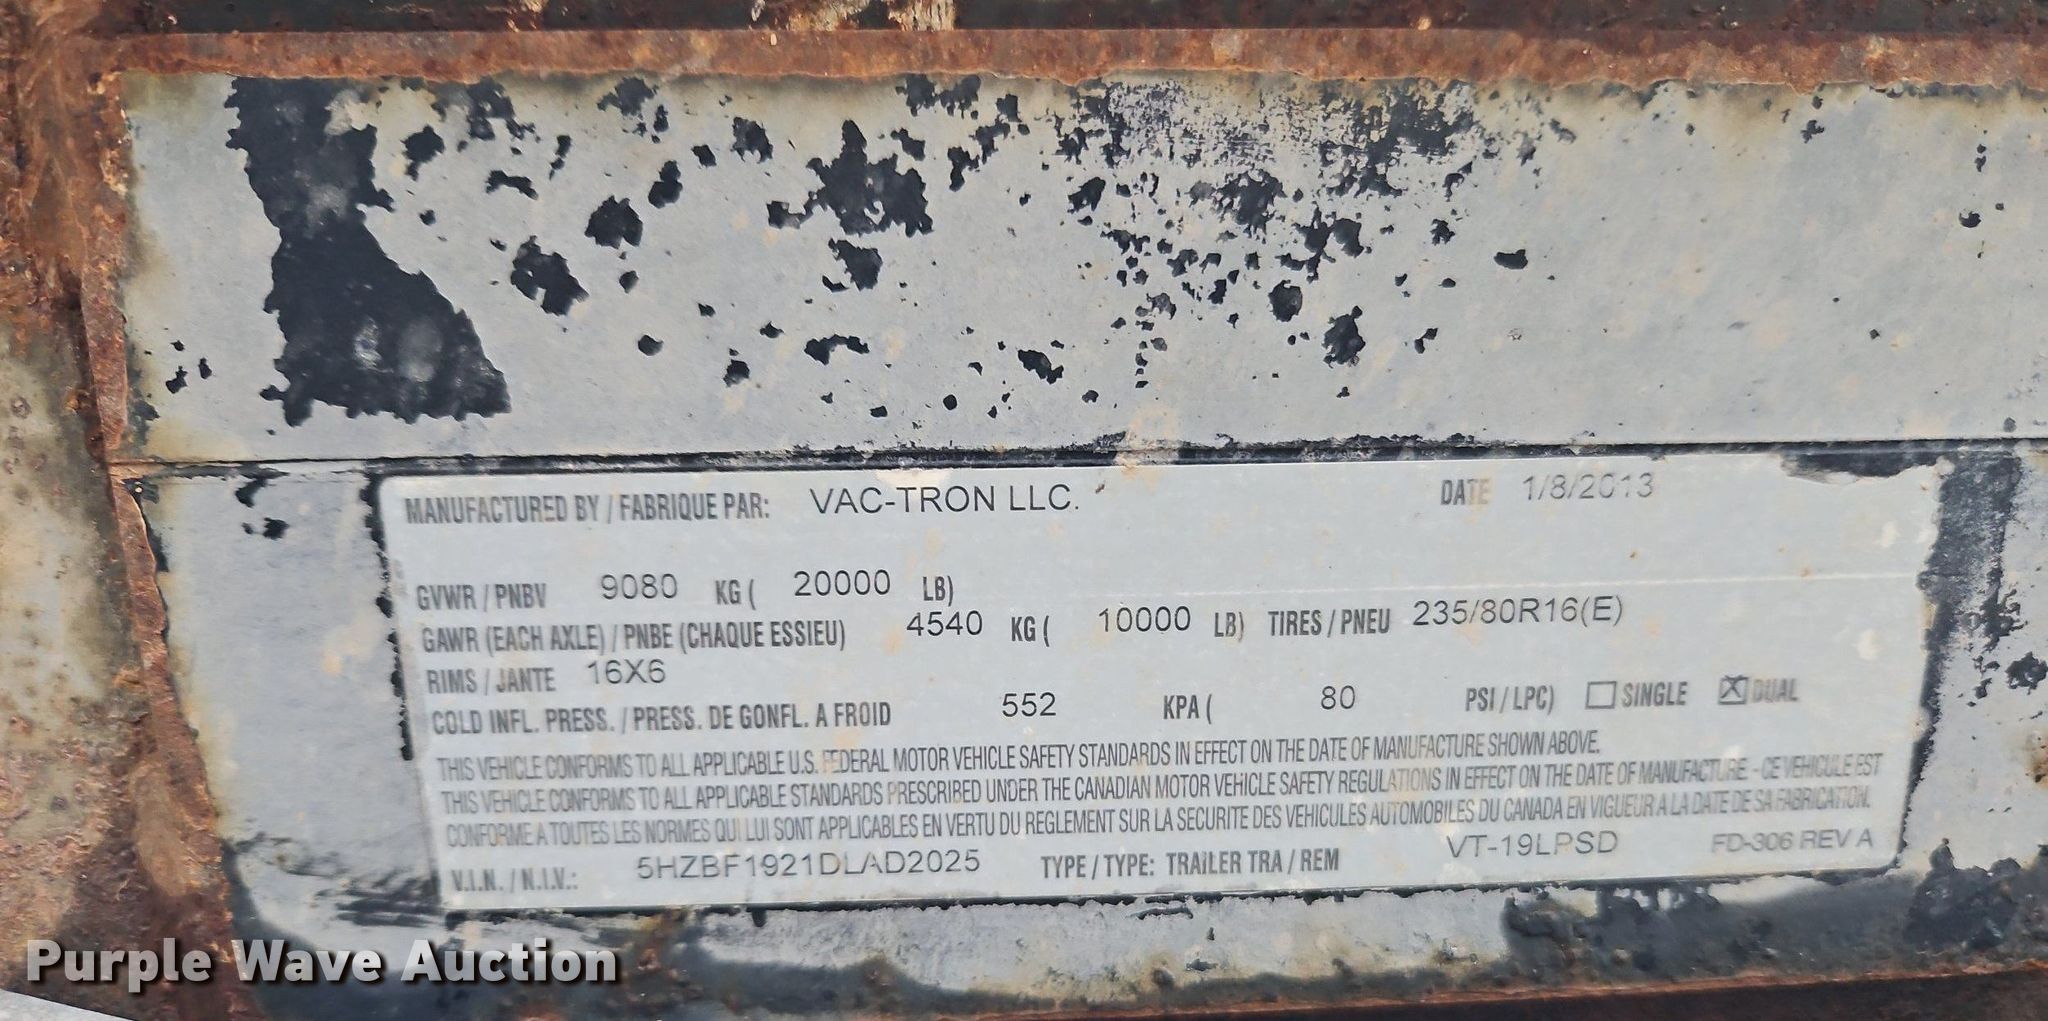 MANUFACTURED BY / FABRIQUE PAR: VAC-TRON LLC. DATE 1/8/2013
GVWR / PNBV 9080 KG ( 20000 LB)
GAWR (EACH AXLE) / PNBE (CHAQUE ESSIEU) 4540 KG ( 10000 LB) TIRES / PNEU 235/80R16(E)
RIMS / JANTE 16X6
COLD INFL. PRESS. / PRESS. DE GONFL. A FROID 552 KPA ( 80 PSI / LPC) SINGLE DUAL
THIS VEHICLE CONFORMS TO ALL APPLICABLE U.S. FEDERAL MOTOR VEHICLE SAFETY STANDARDS IN EFFECT ON THE DATE OF MANUFACTURE SHOWN ABOVE.
THIS VEHICLE CONFORMS TO ALL APPLICABLE STANDARDS PRESCRIBED UNDER THE CANADIAN MOTOR VEHICLE SAFETY REGULATIONS IN EFFECT ON THE DATE OF MANUFACTURE. - CE VEHICULE EST
CONFORME A TOUTES LES NORMES QUI LUI SONT APPLICABLES EN VERTU DU REGLEMENT SUR LA SECURITE DES VEHICULES AUTOMOBILES DU CANADA EN VIGUEUR A LA DATE DE SA FABRICATION.
V.I.N. / N.I.V.: 5HZBF1921DLAD2025 TYPE / TYPE: TRAILER TRA / REM VT-19LPSD FD-306 REV A
Purple Wave Auction